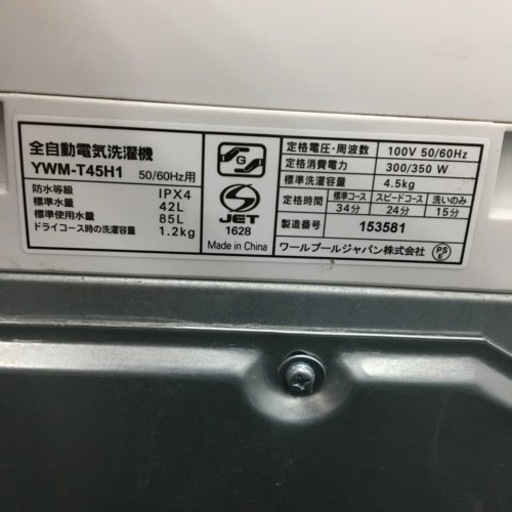 全自動電気洗濯機
YWM-T45H1 50/60Hz用
防水等級 IPX4
標準水量 42L
標準使用水量 85L
ドライコース時の洗濯容量 1.2kg
G
S
JET
1628
Made in China
定格電圧・周波数 100V 50/60Hz
定格消費電力 300/350 W
標準洗濯容量 4.5kg
定格時間 標準コース スピードコース 洗いのみ
34分 24分 15分
製造番号 153581
ワールプールジャパン株式会社 PSE